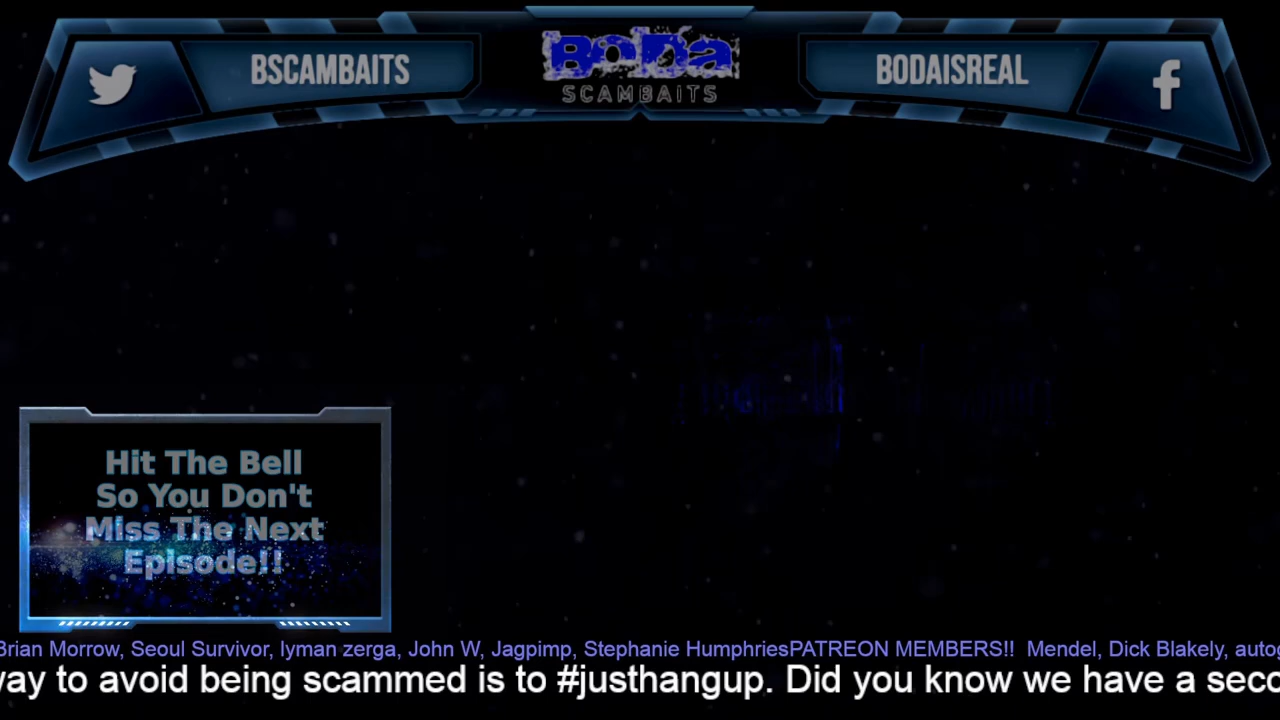 BSCAMBAITS
BoDa
SCAMBAITS
BODAISREAL
Hit The Bell
So You Don't
Miss The Next
Episode!!
Brian Morrow, Seoul Survivor, lyman zerga, John W, Jagpimp, Stephanie HumphriesPATREON MEMBERS!! Mendel, Dick Blakely,
way to avoid being scammed is to #justhangup. Did you know we have a